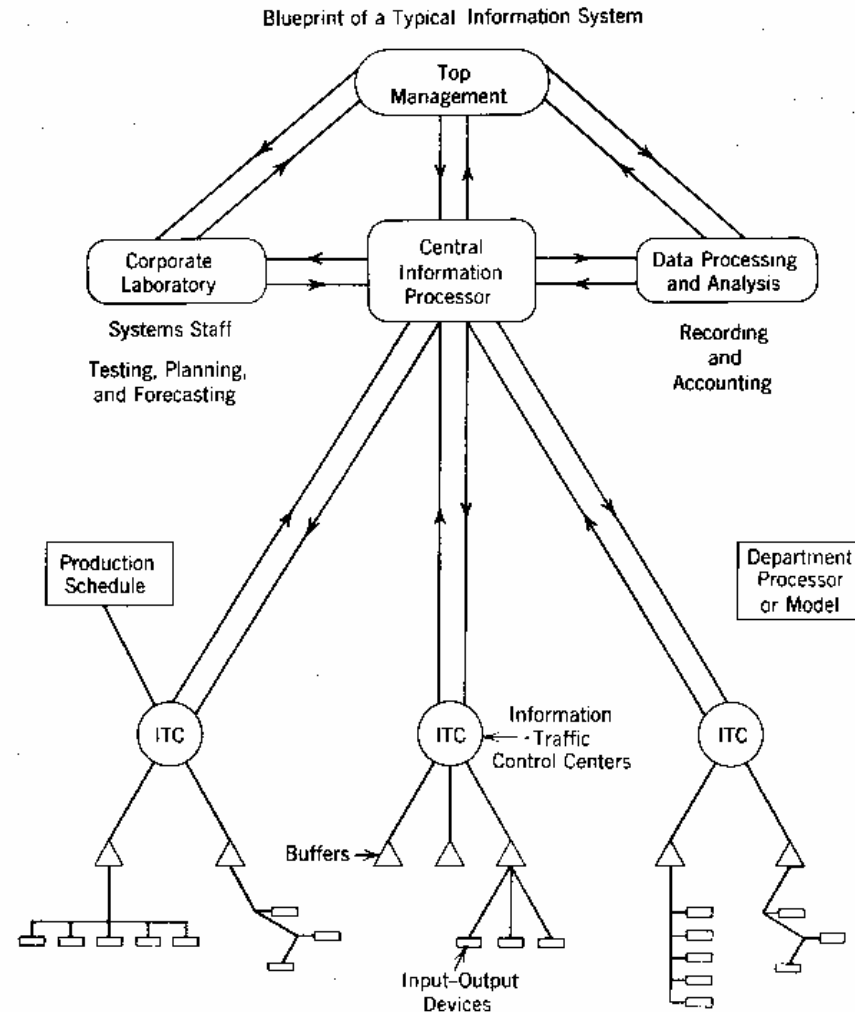 Blueprint of a Typical Information System
Top
Management
Corporate
Laboratory
Central
Information
Processor
Data Processing
and Analysis
Systems Staff
Testing, Planning,
and Forecasting
Recording
and
Accounting
Production
Schedule
Department
Processor
or Model
ITC
ITC
Information
Traffic
Control Centers
ITC
Buffers
Input-Output
Devices